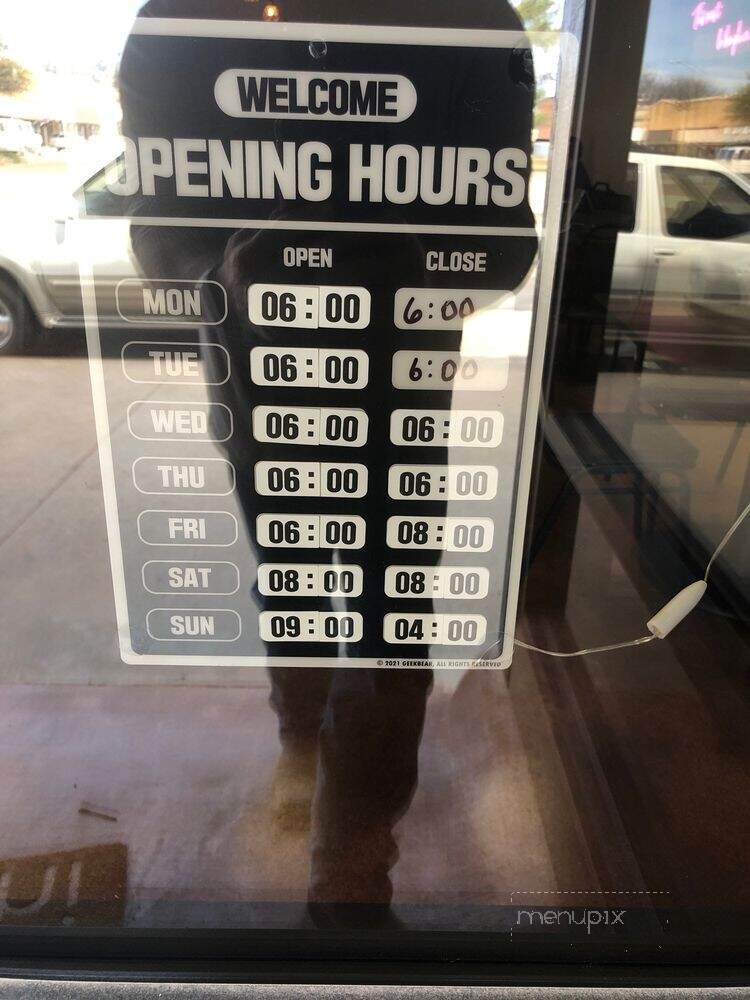 WELCOME
OPENING HOURS
OPEN CLOSE
MON 06:00 6:00
TUE 06:00 6:00
WED 06:00 06:00
THU 06:00 06:00
FRI 06:00 08:00
SAT 08:00 08:00
SUN 09:00 04:00
© 2021 GEEKBEAR, ALL RIGHTS RESERVED
menupix